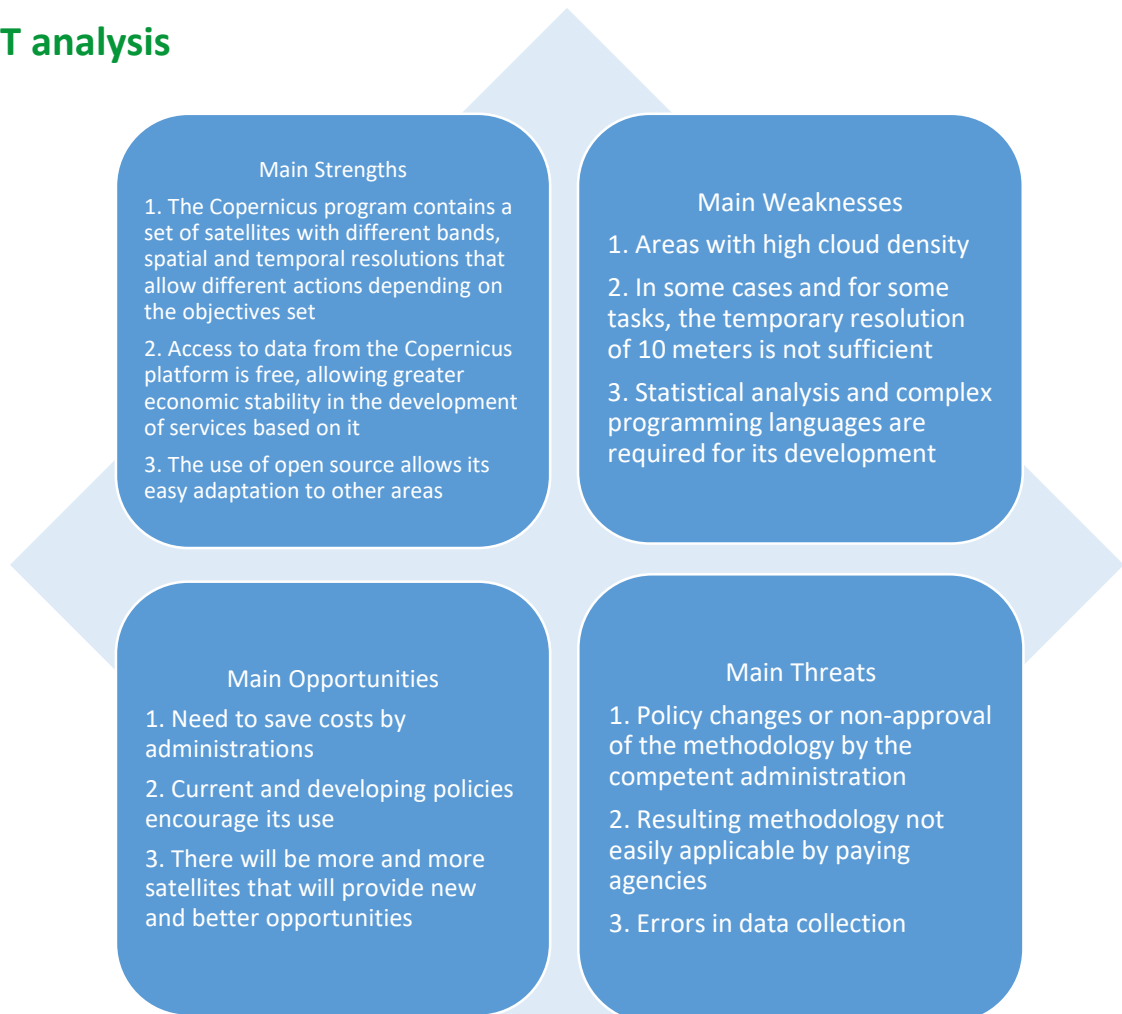 T analysis
Main Strengths
1. The Copernicus program contains a
set of satellites with different bands,
spatial and temporal resolutions that
allow different actions depending on
the objectives set
2. Access to data from the Copernicus
platform is free, allowing greater
economic stability in the development
of services based on it
3. The use of open source allows its
easy adaptation to other areas
Main Weaknesses
1. Areas with high cloud density
2. In some cases and for some
tasks, the temporary resolution
of 10 meters is not sufficient
3. Statistical analysis and complex
programming languages are
required for its development
Main Opportunities
1. Need to save costs by
administrations
2. Current and developing policies
encourage its use
3. There will be more and more
satellites that will provide new
and better opportunities
Main Threats
1. Policy changes or non-approval
of the methodology by the
competent administration
2. Resulting methodology not
easily applicable by paying
agencies
3. Errors in data collection